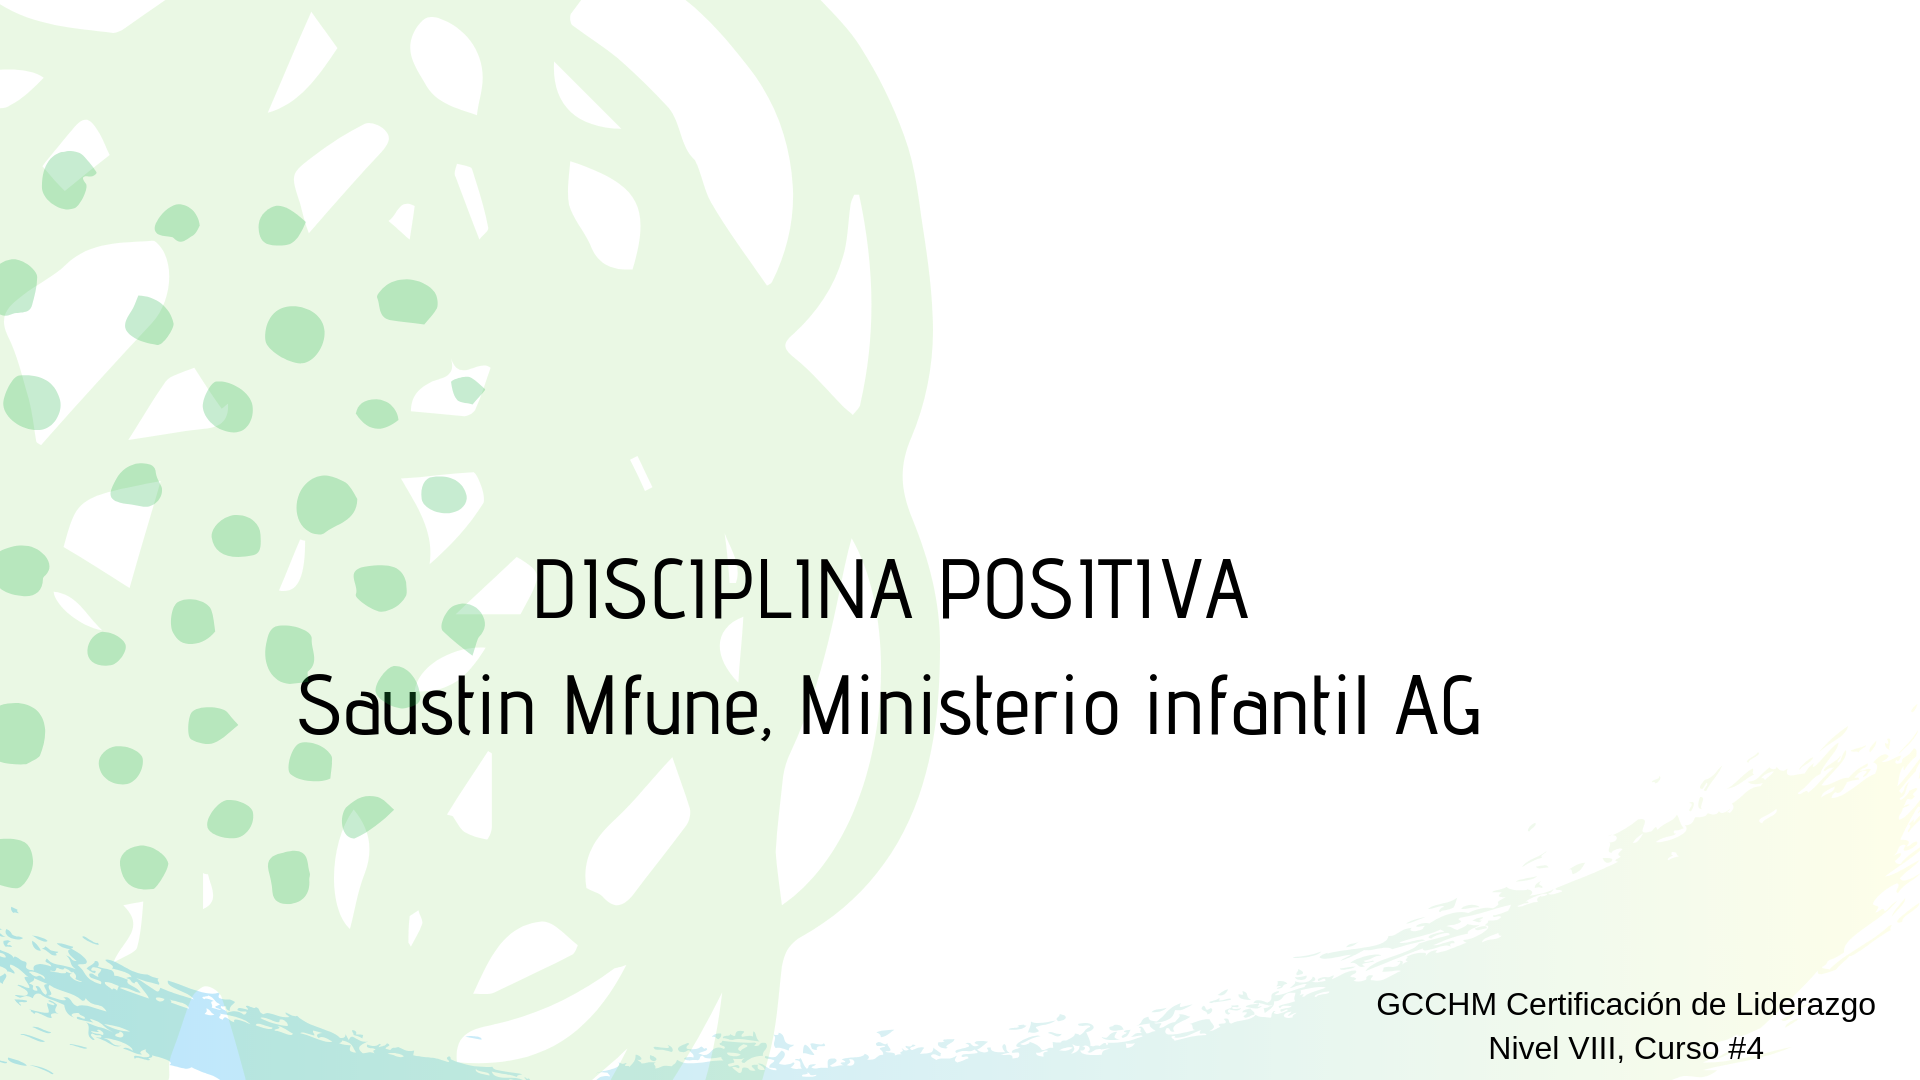 DISCIPLINA POSITIVA
Saustin Mfune, Ministerio infantil AG
GCCHM Certificación de Liderazgo
Nivel VIII, Curso #4